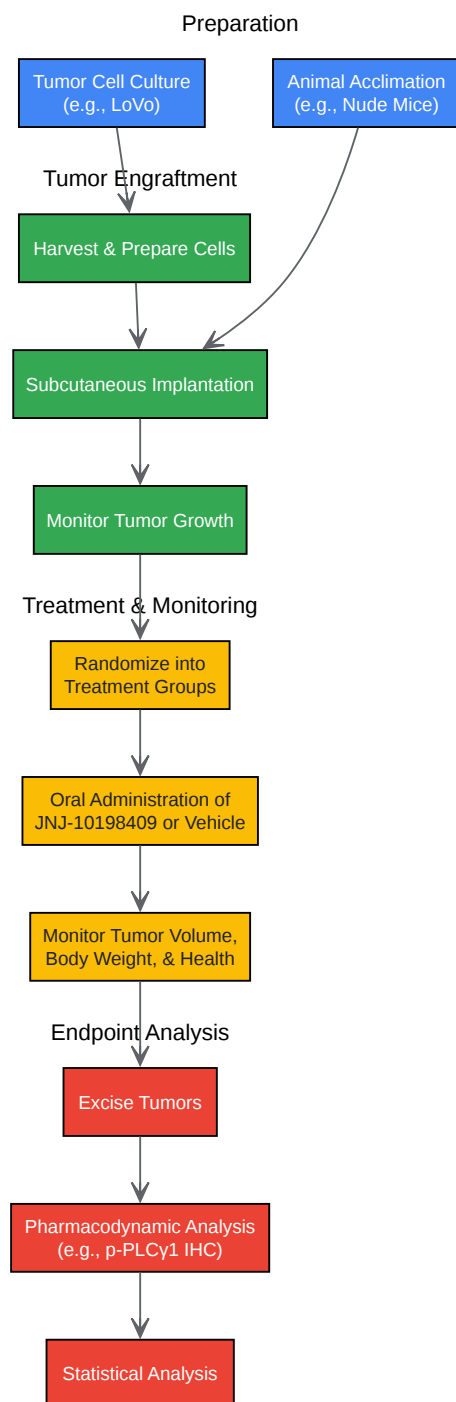 Preparation
Tumor Cell Culture
(e.g., LoVo)
Animal Acclimation
(e.g., Nude Mice)
Tumor Engraftment
Harvest & Prepare Cells
Subcutaneous Implantation
Monitor Tumor Growth
Treatment & Monitoring
Randomize into
Treatment Groups
Oral Administration of
JNJ-10198409 or Vehicle
Monitor Tumor Volume,
Body Weight, & Health
Endpoint Analysis
Excise Tumors
Pharmacodynamic Analysis
(e.g., p-PLCγ1 IHC)
Statistical Analysis